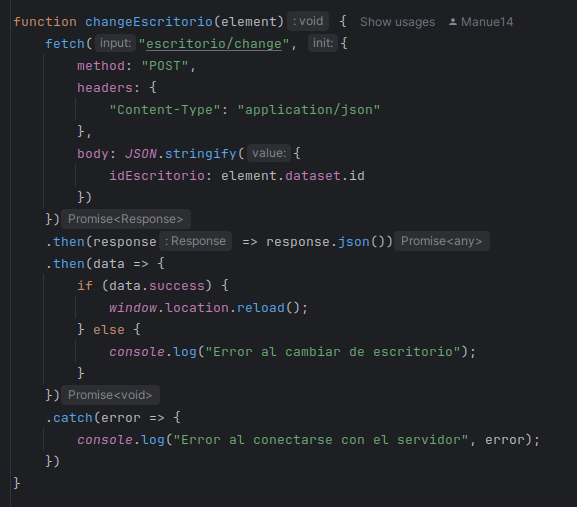 function changeEscritorio(element) : void { Show usages Manue14
    fetch( input: "escritorio/change", init: {
        method: "POST",
        headers: {
            "Content-Type": "application/json"
        },
        body: JSON.stringify( value: {
            idEscritorio: element.dataset.id
        })
    }) Promise<Response>
    .then(response : Response  => response.json()) Promise<any>
    .then(data => {
        if (data.success) {
            window.location.reload();
        } else {
            console.log("Error al cambiar de escritorio");
        }
    }) Promise<void>
    .catch(error => {
        console.log("Error al conectarse con el servidor", error);
    })
}